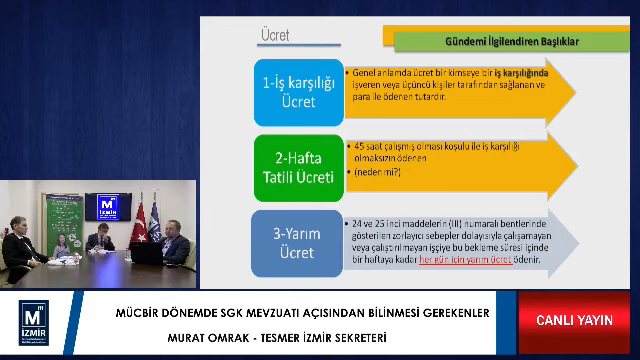 Ücret
Gündemi İlgilendiren Başlıklar
1-İş karşılığı
Ücret
• Genel anlamda ücret bir kimseye bir iş karşılığında
işveren veya üçüncü kişiler tarafından sağlanan ve
para ile ödenen tutardır.
2-Hafta
Tatili Ücreti
• 45 saat çalışmış olması koşulu ile iş karşılığı
olmaksızın ödenen
• (neden mi?)
3-Yarım
Ücret
• 24 ve 25 inci maddelerin (III) numaralı bentlerinde
gösterilen zorlayıcı sebepler dolayısıyla çalışamayan
veya çalıştırılmayan işçiye bu bekleme süresi içinde
bir haftaya kadar her gün için yarım ücret ödenir.
M
İZMİR
M
İZMİR
MÜCBİR DÖNEMDE SGK MEVZUATI AÇISINDAN BİLİNMESİ GEREKENLER
MURAT OMRAK - TESMER İZMİR SEKRETERİ
CANLI YAYIN